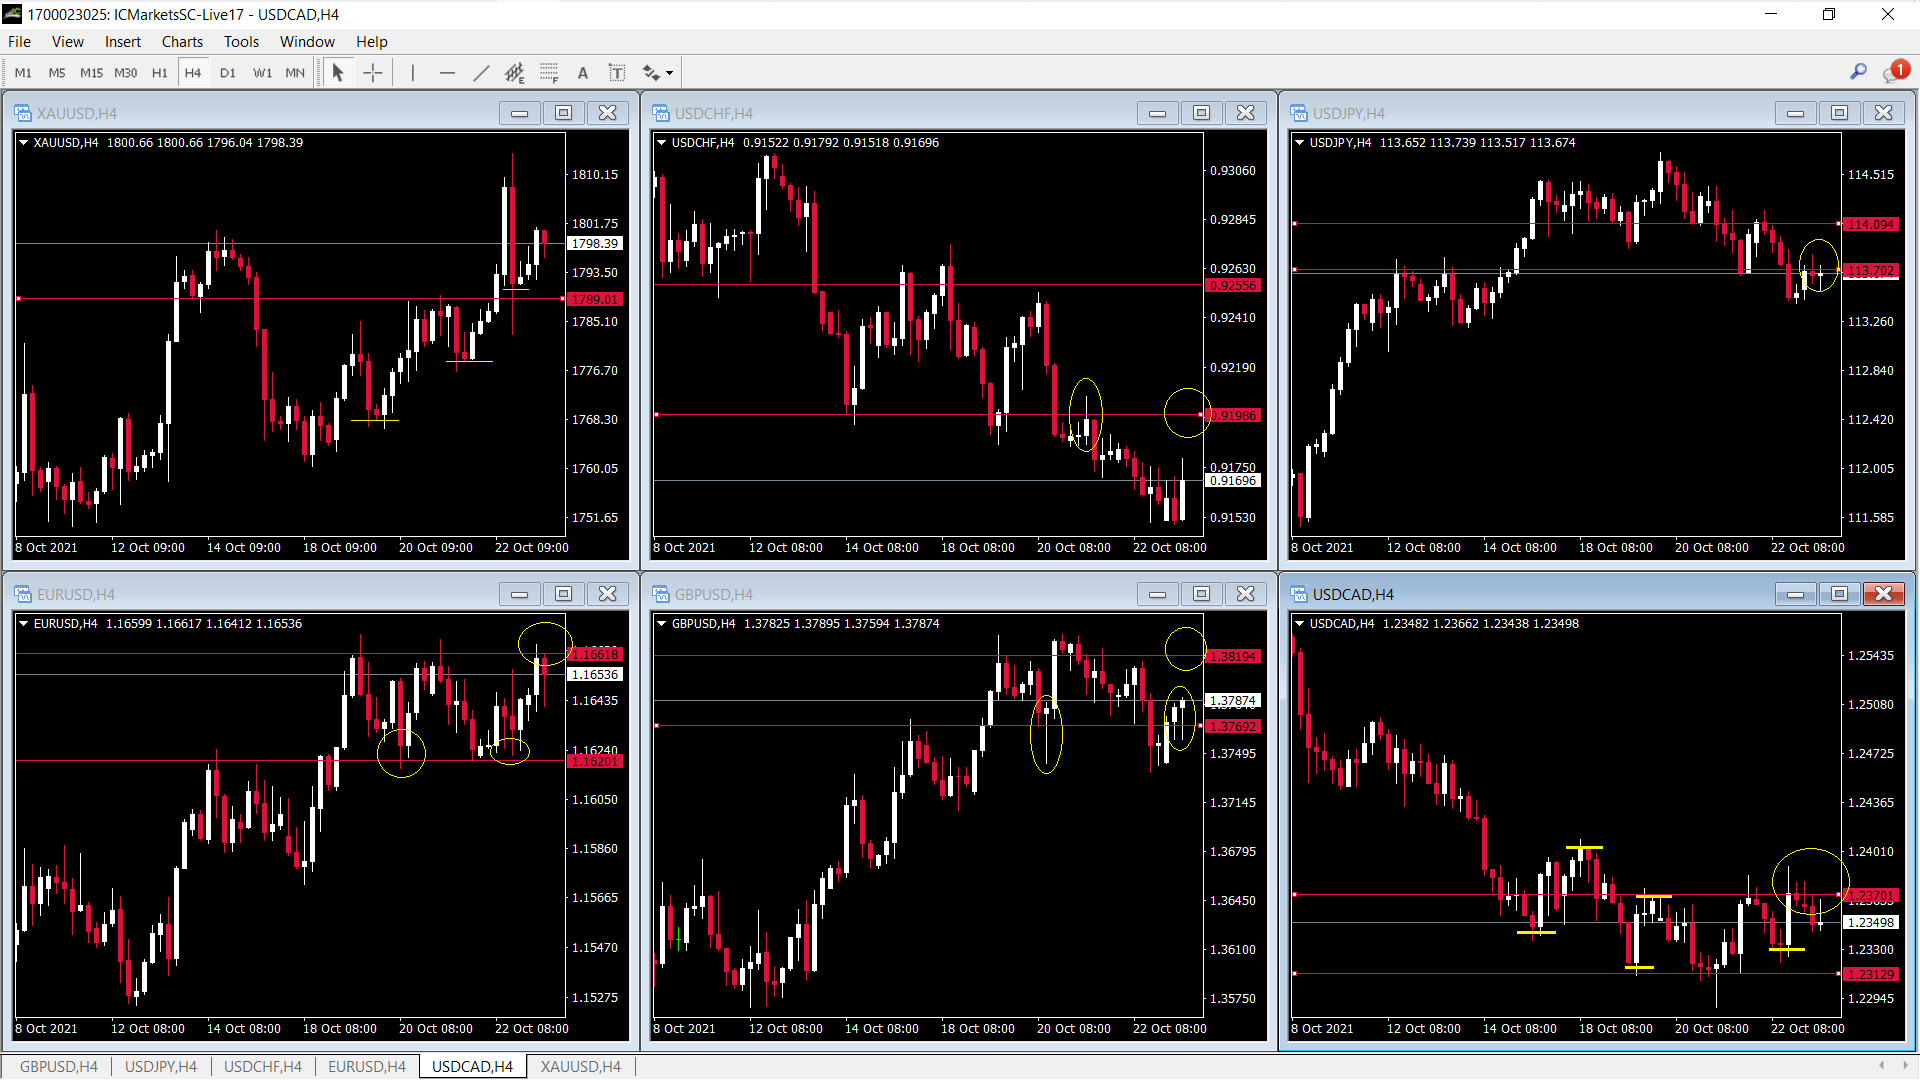 1700023025: ICMarketsSC-Live17 - USDCAD,H4
File View Insert Charts Tools Window Help
M1 M5 M15 M30 H1 H4 D1 W1 MN E F A T 1
XAUUSD,H4
XAUUSD,H4 1800.66 1800.66 1796.04 1798.39
1810.15
1801.75
1798.39
1793.50
1789.01
1785.10
1776.70
1768.30
1760.05
1751.65
8 Oct 2021 12 Oct 09:00 14 Oct 09:00 18 Oct 09:00 20 Oct 09:00 22 Oct 09:00
USDCHF,H4
USDCHF,H4 0.91522 0.91792 0.91518 0.91696
0.93060
0.92845
0.92630
0.92556
0.92410
0.92190
0.91986
0.91750
0.91696
0.91530
8 Oct 2021 12 Oct 08:00 14 Oct 08:00 18 Oct 08:00 20 Oct 08:00 22 Oct 08:00
USDJPY,H4
USDJPY,H4 113.652 113.739 113.517 113.674
114.515
114.094
113.702
113.260
112.840
112.420
112.005
111.585
8 Oct 2021 12 Oct 08:00 14 Oct 08:00 18 Oct 08:00 20 Oct 08:00 22 Oct 08:00
EURUSD,H4
EURUSD,H4 1.16599 1.16617 1.16412 1.16536
1.16618
1.16536
1.16435
1.16240
1.16201
1.16050
1.15860
1.15665
1.15470
1.15275
8 Oct 2021 12 Oct 08:00 14 Oct 08:00 18 Oct 08:00 20 Oct 08:00 22 Oct 08:00
GBPUSD,H4
GBPUSD,H4 1.37825 1.37895 1.37594 1.37874
1.38194
1.37874
1.37692
1.37495
1.37145
1.36795
1.36450
1.36100
1.35750
8 Oct 2021 12 Oct 08:00 14 Oct 08:00 18 Oct 08:00 20 Oct 08:00 22 Oct 08:00
USDCAD,H4
USDCAD,H4 1.23482 1.23662 1.23438 1.23498
1.25435
1.25080
1.24725
1.24365
1.24010
1.23701
1.23498
1.23300
1.23129
1.22945
8 Oct 2021 12 Oct 08:00 14 Oct 08:00 18 Oct 08:00 20 Oct 08:00 22 Oct 08:00
GBPUSD,H4 USDJPY,H4 USDCHF,H4 EURUSD,H4 USDCAD,H4 XAUUSD,H4